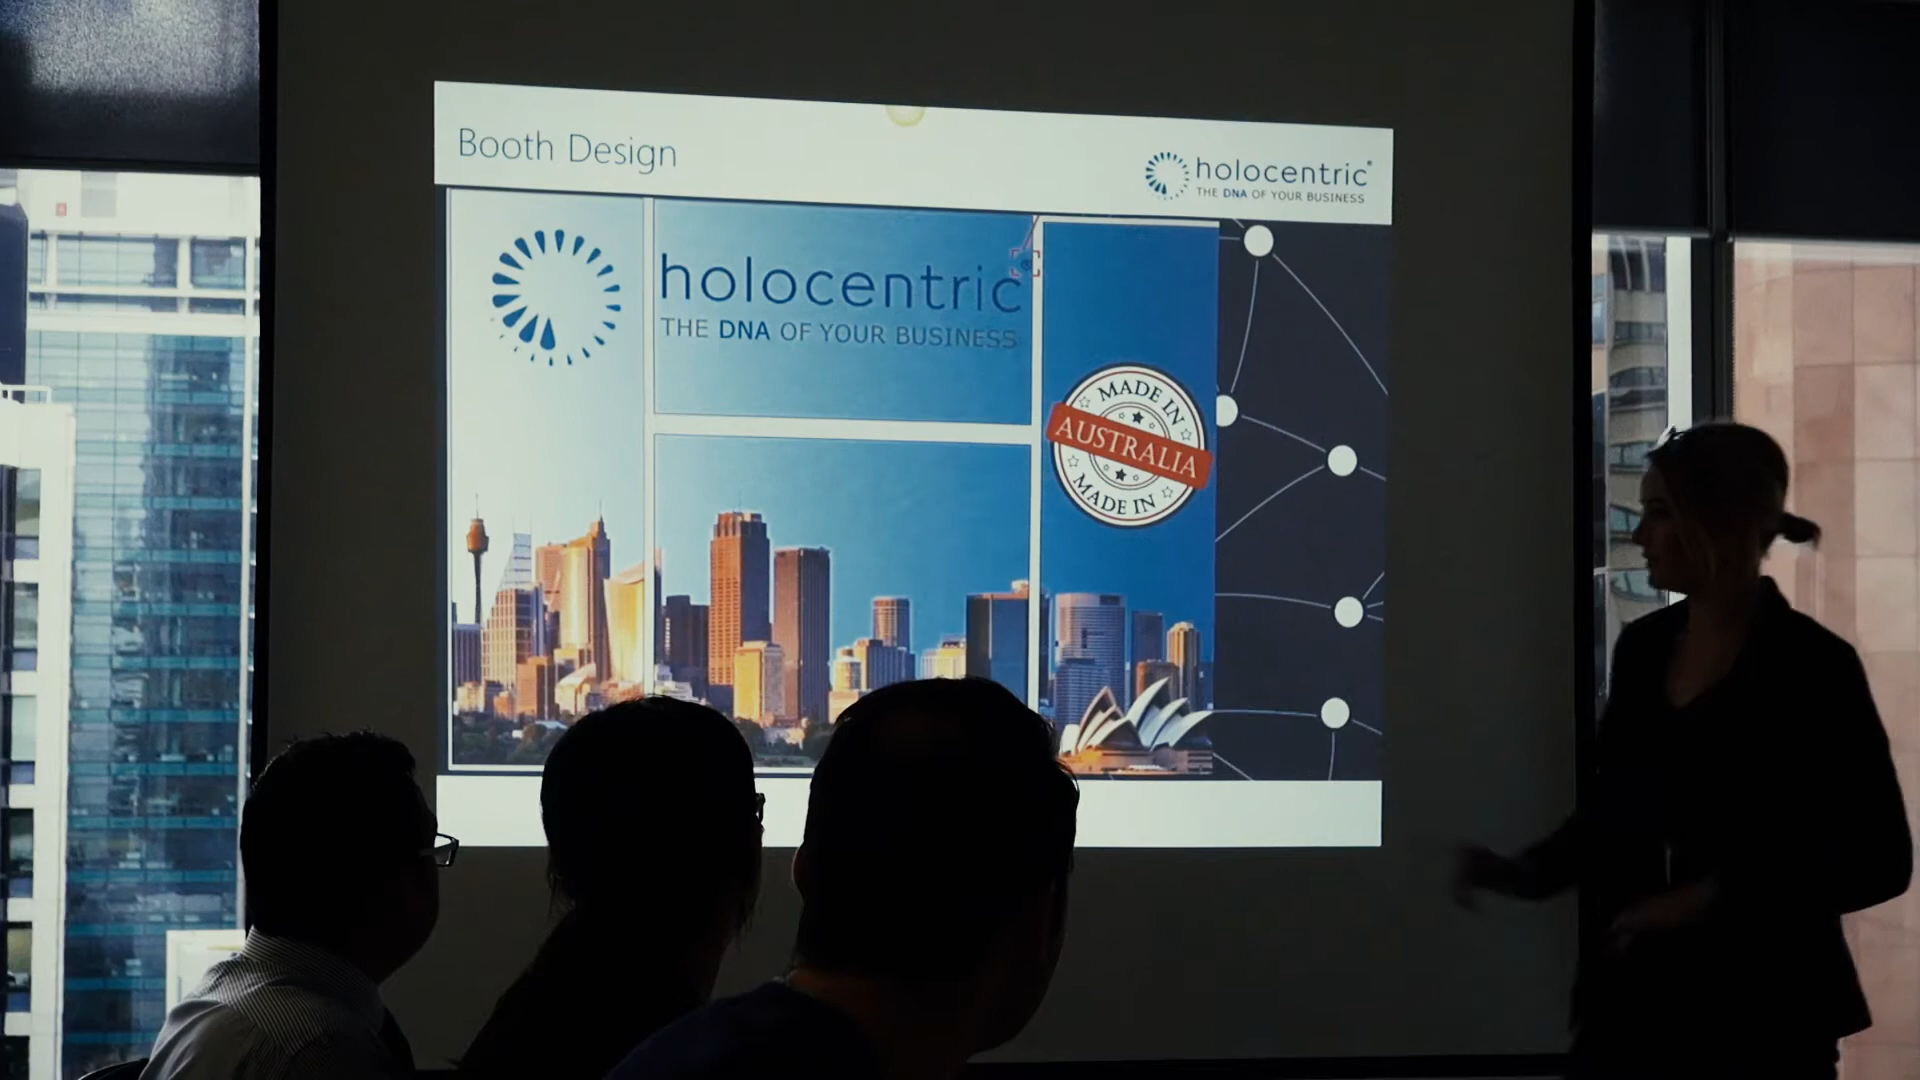 Booth Design
holocentric®
THE DNA OF YOUR BUSINESS
holocentric
THE DNA OF YOUR BUSINESS
MADE IN
AUSTRALIA
MADE IN